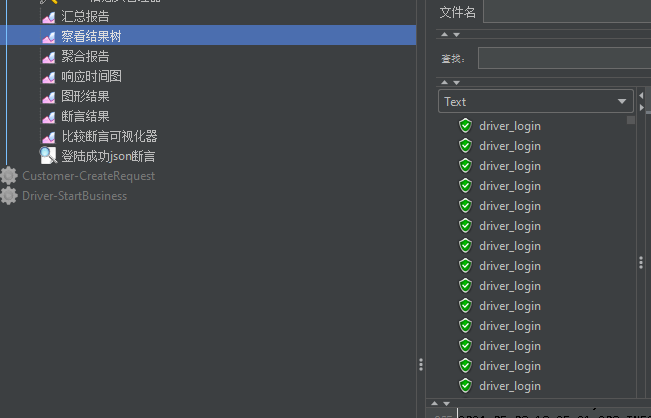 汇总报告
察看结果树
聚合报告
响应时间图
图形结果
断言结果
比较断言可视化器
登陆成功json断言
Customer-CreateRequest
Driver-StartBusiness
文件名
查找：
Text
driver_login
driver_login
driver_login
driver_login
driver_login
driver_login
driver_login
driver_login
driver_login
driver_login
driver_login
driver_login
driver_login
driver_login